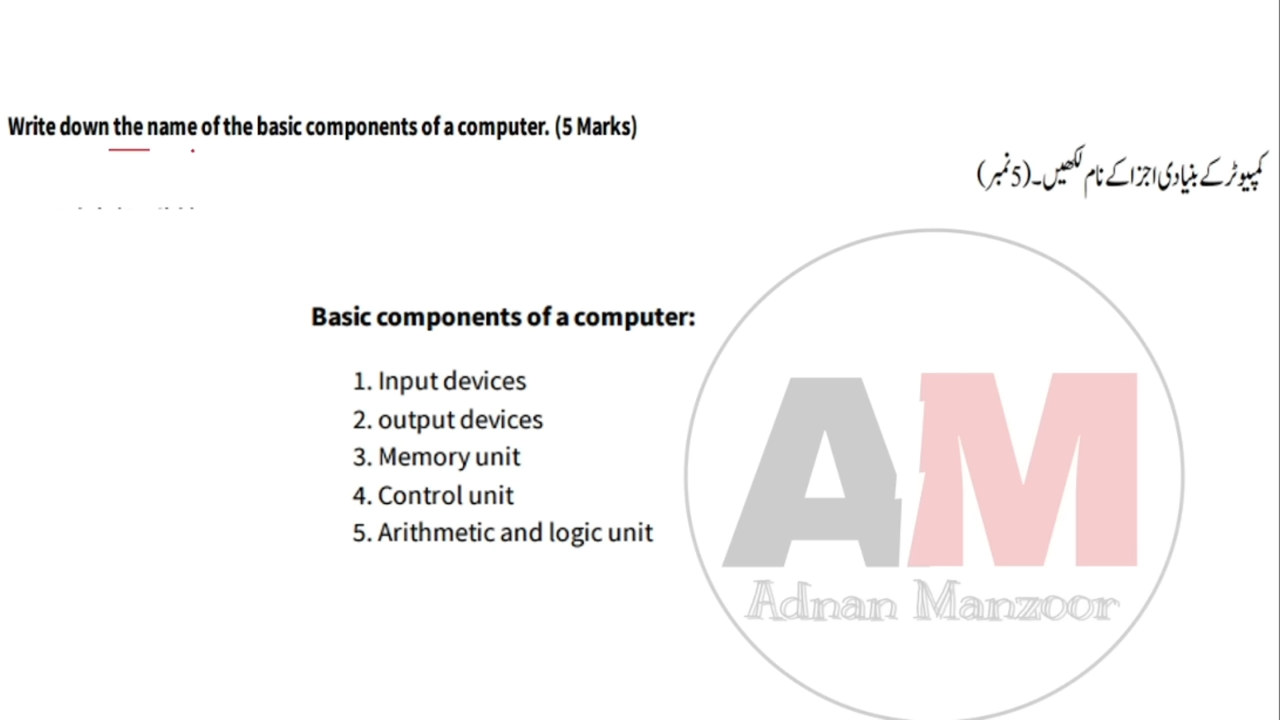 Write down the name of the basic components of a computer. (5 Marks)
کمپیوٹر کے بنیادی اجزا کے نام لکھیں۔(5 نمبر)
Basic components of a computer:
1. Input devices
2. output devices
3. Memory unit
4. Control unit
5. Arithmetic and logic unit
AM
Adnan Manzoor